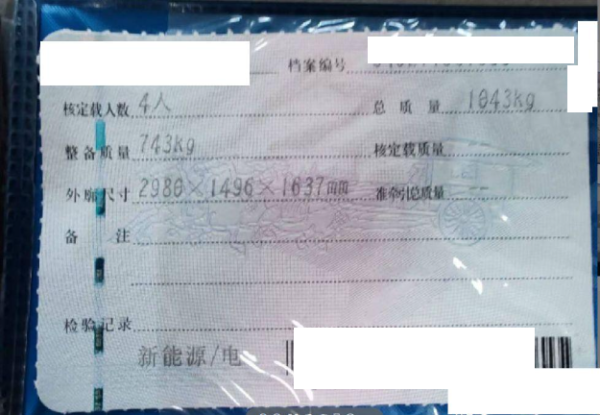 档案编号
核定载人数 4人 总质量 1043kg
整备质量 743kg 核定载质量
外廓尺寸 2980×1496×1637mm 准牵引总质量
备注
检验记录
新能源/电